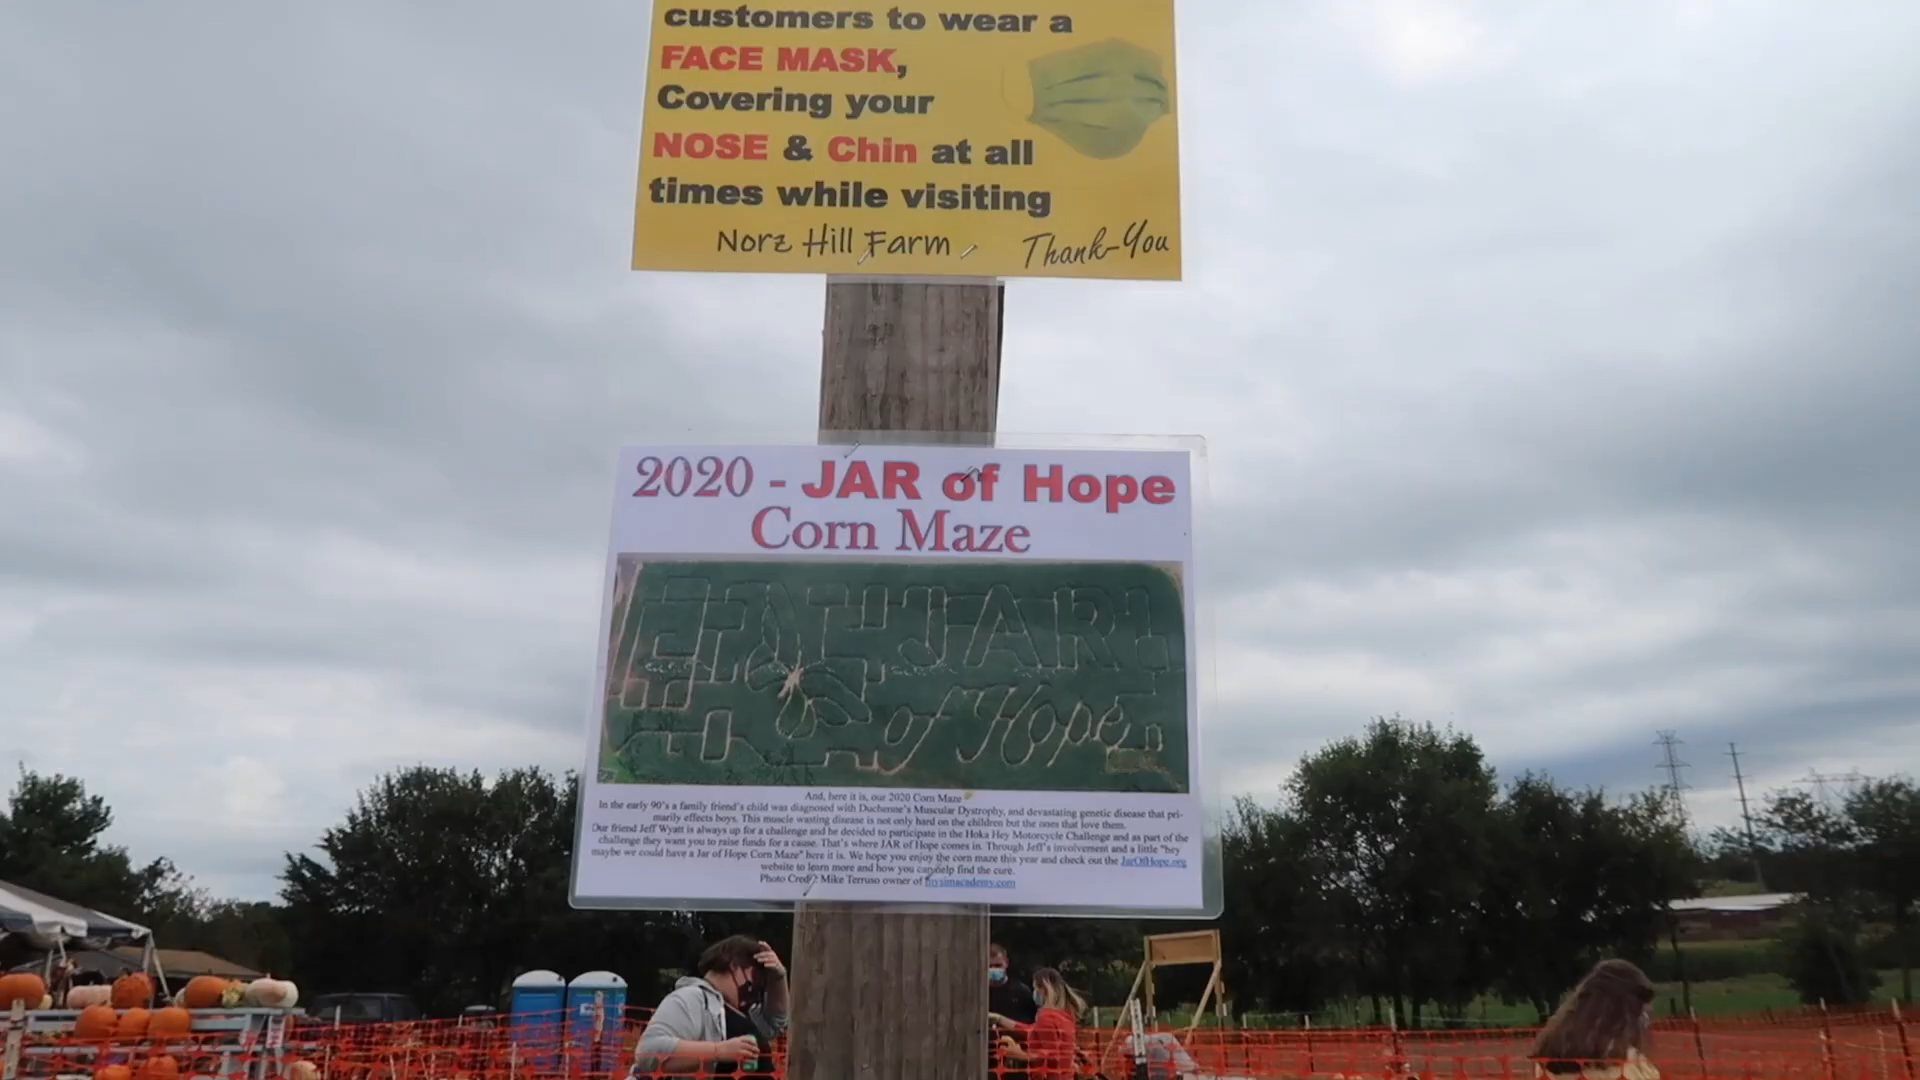 customers to wear a
FACE MASK,
Covering your
NOSE & Chin at all
times while visiting
Norz Hill Farm
Thank-You
2020 - JAR of Hope
Corn Maze
JAR
of Hope
And, here it is, our 2020 Corn Maze
In the early 90's a family friend's child was diagnosed with Duchenne's Muscular Dystrophy, and devastating genetic disease that pri-
marily effects boys. This muscle wasting disease is not only hard on the children but the ones that love them.
Our friend Jeff Wyatt is always up for a challenge and he decided to participate in the Hoka Hey Motorcycle Challenge and as part of the
challenge they want you to raise funds for a cause. That's where JAR of Hope comes in. Through Jeff's involvement and a little "hey
maybe we could have a Jar of Hope Corn Maze" here it is. We hope you enjoy the corn maze this year and check out the JarOfHope.org
website to learn more and how you can help find the cure.
Photo Credit: Mike Terruso owner of mysimacademy.com